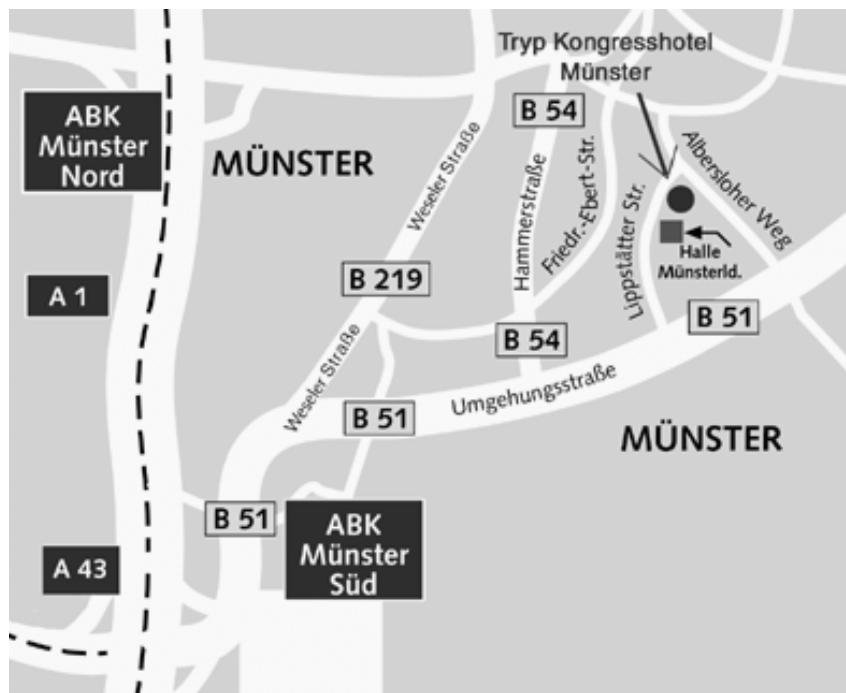 Tryp Kongresshotel
Münster
ABK
Münster
Nord
B 54
MÜNSTER
Weseler Straße
Hammerstraße
Friedr.-Ebert-Str.
Albersloher Weg
Lippstätter Str.
Halle
Münsterld.
A 1
B 219
B 51
B 54
Weseler Straße
Umgehungsstraße
B 51
MÜNSTER
B 51
ABK
Münster
Süd
A 43